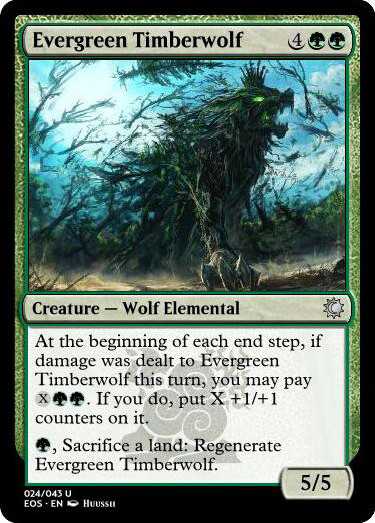 Evergreen Timberwolf 4
Creature — Wolf Elemental
At the beginning of each end step, if
damage was dealt to Evergreen
Timberwolf this turn, you may pay
X. If you do, put X +1/+1
counters on it.
, Sacrifice a land: Regenerate
Evergreen Timberwolf.
5/5
024/043 U
EOS • EN Huussii